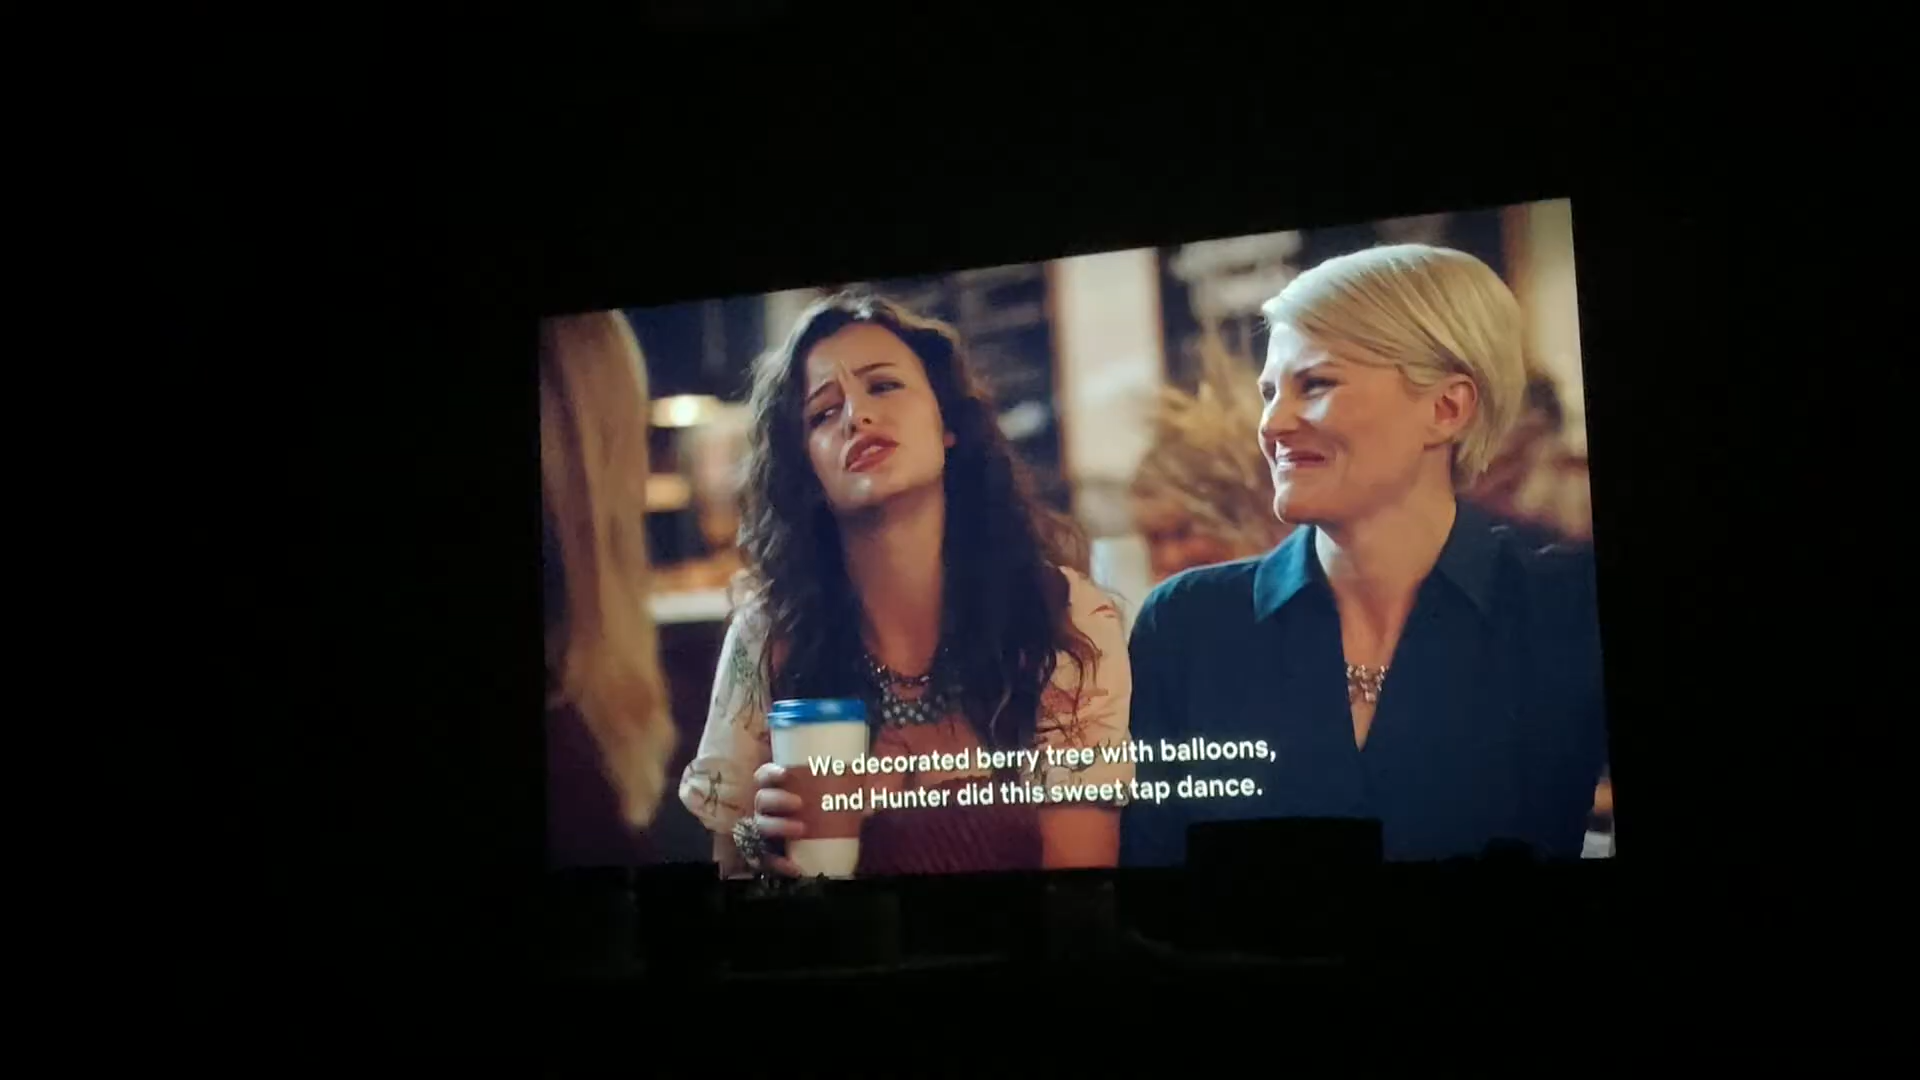 We decorated berry tree with balloons,
and Hunter did this sweet tap dance.